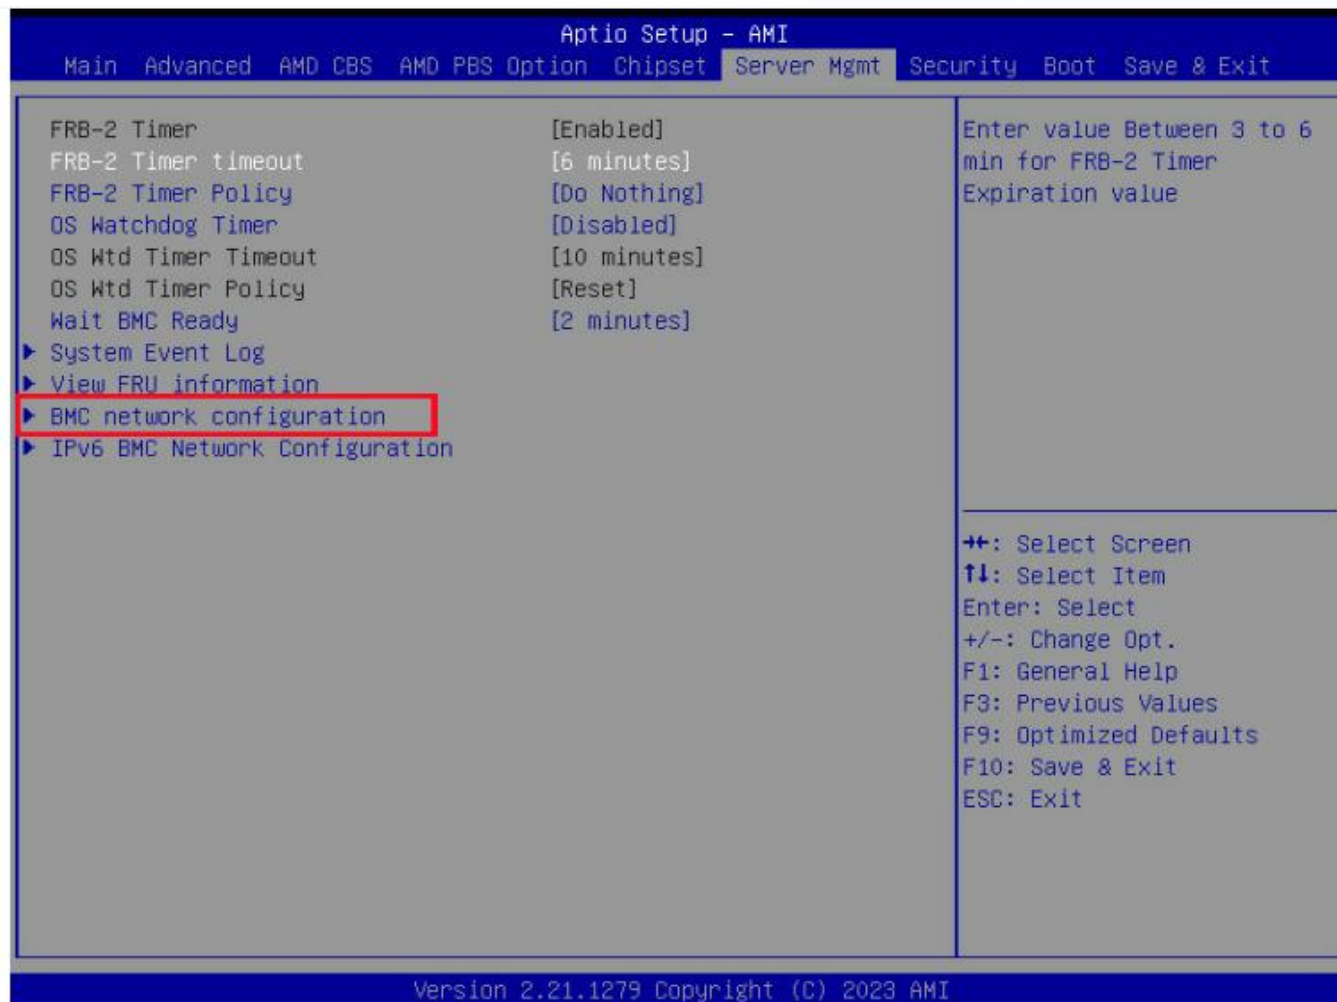 Aptio Setup – AMI
Main Advanced AMD CBS AMD PBS Option Chipset Server Mgmt Security Boot Save & Exit
FRB-2 Timer [Enabled]
FRB-2 Timer timeout [6 minutes]
FRB-2 Timer Policy [Do Nothing]
OS Watchdog Timer [Disabled]
OS Wtd Timer Timeout [10 minutes]
OS Wtd Timer Policy [Reset]
Wait BMC Ready [2 minutes]
▶ System Event Log
▶ View FRU information
▶ BMC network configuration
▶ IPv6 BMC Network Configuration
Enter value Between 3 to 6
min for FRB-2 Timer
Expiration value
→←: Select Screen
↑↓: Select Item
Enter: Select
+/-: Change Opt.
F1: General Help
F3: Previous Values
F9: Optimized Defaults
F10: Save & Exit
ESC: Exit
Version 2.21.1279 Copyright (C) 2023 AMI